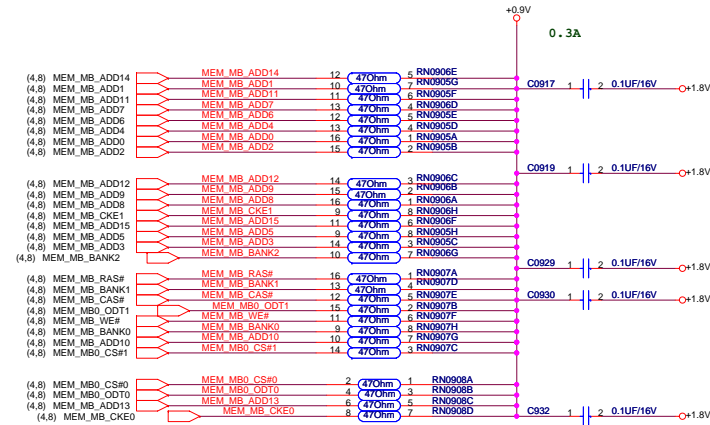 +0.9V
0.3A
(4,8) MEM_MB_ADD14 MEM_MB_ADD14 12 47Ohm 5 RN0906E
(4,8) MEM_MB_ADD1 MEM_MB_ADD1 10 47Ohm 7 RN0905G
C0917 1 2 0.1UF/16V +1.8V
(4,8) MEM_MB_ADD11 MEM_MB_ADD11 11 47Ohm 6 RN0905F
(4,8) MEM_MB_ADD7 MEM_MB_ADD7 13 47Ohm 4 RN0906D
(4,8) MEM_MB_ADD6 MEM_MB_ADD6 12 47Ohm 5 RN0905E
(4,8) MEM_MB_ADD4 MEM_MB_ADD4 13 47Ohm 4 RN0905D
(4,8) MEM_MB_ADD0 MEM_MB_ADD0 16 47Ohm 1 RN0905A
(4,8) MEM_MB_ADD2 MEM_MB_ADD2 15 47Ohm 2 RN0905B
C0919 1 2 0.1UF/16V +1.8V
(4,8) MEM_MB_ADD12 MEM_MB_ADD12 14 47Ohm 3 RN0906C
(4,8) MEM_MB_ADD9 MEM_MB_ADD9 15 47Ohm 2 RN0906B
(4,8) MEM_MB_ADD8 MEM_MB_ADD8 16 47Ohm 1 RN0906A
(4,8) MEM_MB_CKE1 MEM_MB_CKE1 9 47Ohm 8 RN0906H
(4,8) MEM_MB_ADD15 MEM_MB_ADD15 11 47Ohm 6 RN0906F
(4,8) MEM_MB_ADD5 MEM_MB_ADD5 9 47Ohm 8 RN0905H
(4,8) MEM_MB_ADD3 MEM_MB_ADD3 14 47Ohm 3 RN0905C
(4,8) MEM_MB_BANK2 MEM_MB_BANK2 10 47Ohm 7 RN0906G
C0929 1 2 0.1UF/16V +1.8V
(4,8) MEM_MB_RAS# MEM_MB_RAS# 16 47Ohm 1 RN0907A
(4,8) MEM_MB_BANK1 MEM_MB_BANK1 13 47Ohm 4 RN0907D
(4,8) MEM_MB_CAS# MEM_MB_CAS# 12 47Ohm 5 RN0907E
C0930 1 2 0.1UF/16V +1.8V
(4,8) MEM_MB0_ODT1 MEM_MB0_ODT1 15 47Ohm 2 RN0907B
(4,8) MEM_MB_WE# MEM_MB_WE# 11 47Ohm 6 RN0907F
(4,8) MEM_MB_BANK0 MEM_MB_BANK0 9 47Ohm 8 RN0907H
(4,8) MEM_MB_ADD10 MEM_MB_ADD10 10 47Ohm 7 RN0907G
(4,8) MEM_MB0_CS#1 MEM_MB0_CS#1 14 47Ohm 3 RN0907C
(4,8) MEM_MB0_CS#0 MEM_MB0_CS#0 2 47Ohm 1 RN0908A
(4,8) MEM_MB0_ODT0 MEM_MB0_ODT0 4 47Ohm 3 RN0908B
(4,8) MEM_MB_ADD13 MEM_MB_ADD13 6 47Ohm 5 RN0908C
(4,8) MEM_MB_CKE0 MEM_MB_CKE0 8 47Ohm 7 RN0908D
C932 1 2 0.1UF/16V +1.8V